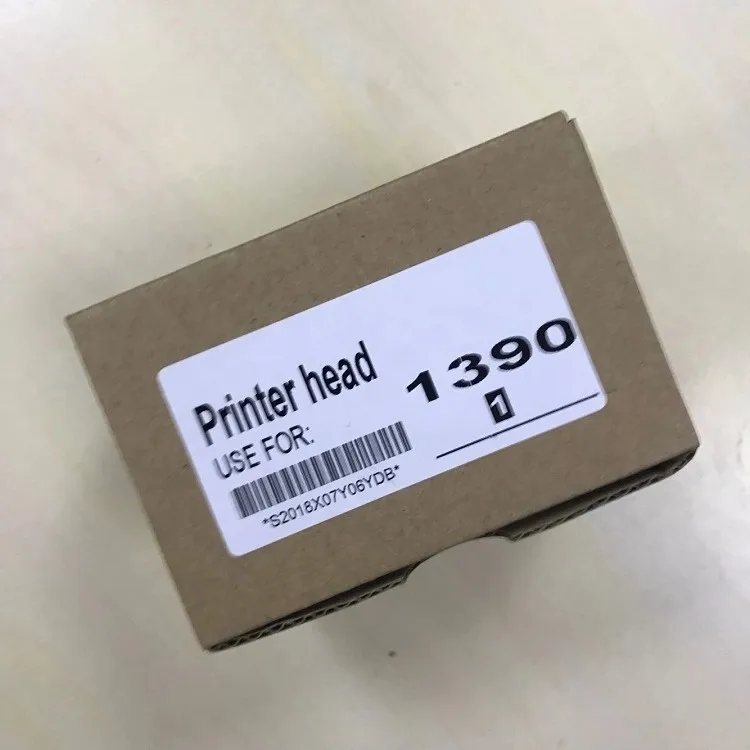 Printer head
USE FOR:
1390
1
*S2018X07Y06YDB*